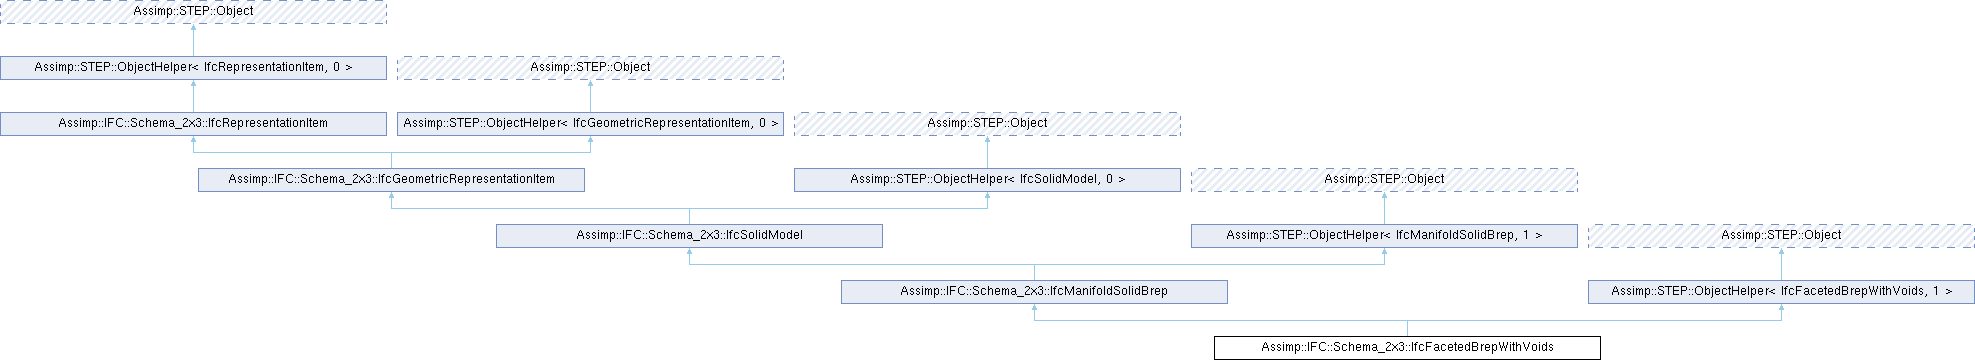 Assimp::STEP::Object
Assimp::STEP::ObjectHelper< IfcRepresentationItem, 0 >
Assimp::STEP::Object
Assimp::IFC::Schema_2x3::IfcRepresentationItem
Assimp::STEP::ObjectHelper< IfcGeometricRepresentationItem, 0 >
Assimp::STEP::Object
Assimp::IFC::Schema_2x3::IfcGeometricRepresentationItem
Assimp::STEP::ObjectHelper< IfcSolidModel, 0 >
Assimp::STEP::Object
Assimp::IFC::Schema_2x3::IfcSolidModel
Assimp::STEP::ObjectHelper< IfcManifoldSolidBrep, 1 >
Assimp::STEP::Object
Assimp::IFC::Schema_2x3::IfcManifoldSolidBrep
Assimp::STEP::ObjectHelper< IfcFacetedBrepWithVoids, 1 >
Assimp::IFC::Schema_2x3::IfcFacetedBrepWithVoids